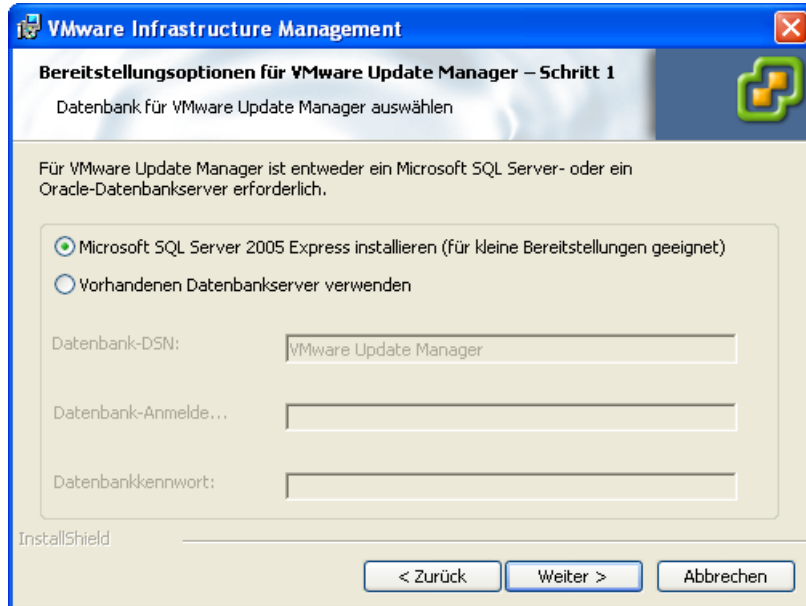 VMware Infrastructure Management
Bereitstellungsoptionen für VMware Update Manager – Schritt 1
Datenbank für VMware Update Manager auswählen
Für VMware Update Manager ist entweder ein Microsoft SQL Server- oder ein
Oracle-Datenbankserver erforderlich.
Microsoft SQL Server 2005 Express installieren (für kleine Bereitstellungen geeignet)
Vorhandenen Datenbankserver verwenden
Datenbank-DSN: VMware Update Manager
Datenbank-Anmelde...
Datenbankkennwort:
InstallShield
< Zurück Weiter > Abbrechen